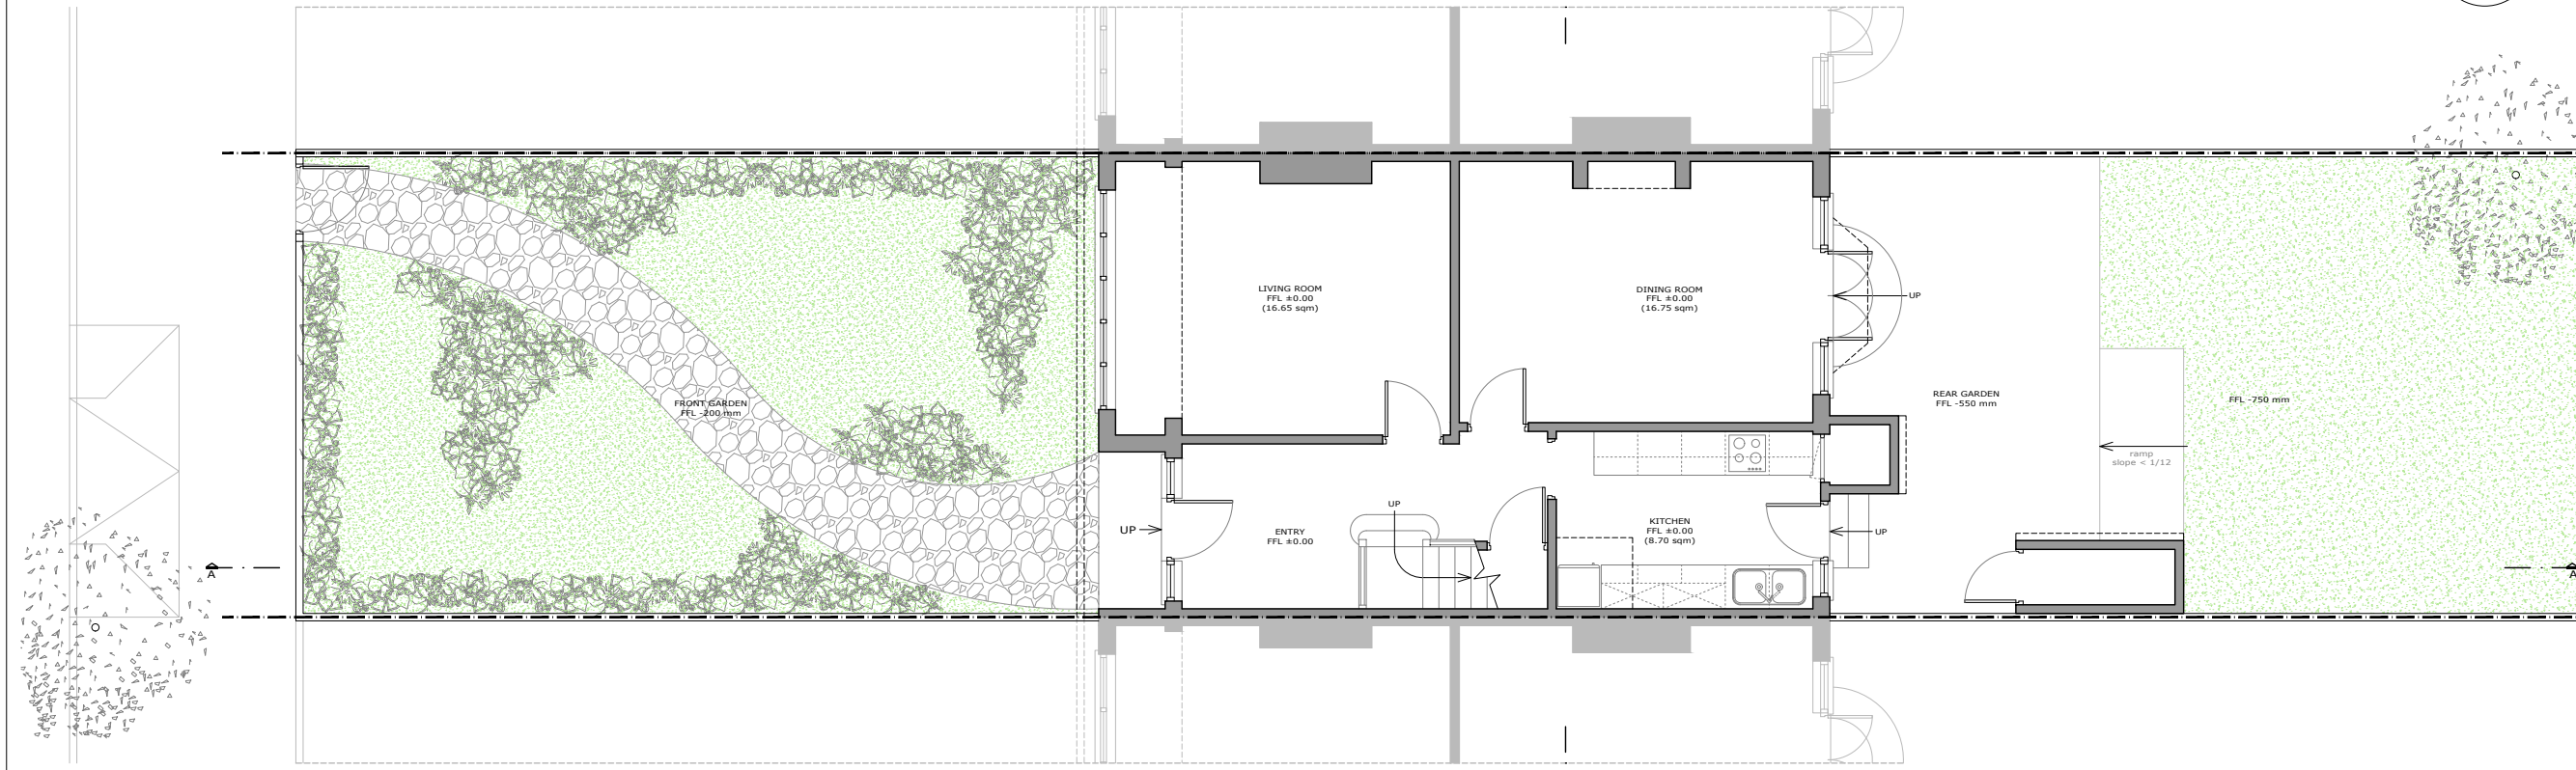 LIVING ROOM
FFL ±0.00
(16.65 sqm)
DINING ROOM
FFL ±0.00
(16.75 sqm)
UP
FRONT GARDEN
FFL -200 mm
REAR GARDEN
FFL -550 mm
FFL -750 mm
ramp
slope < 1/12
UP
UP
ENTRY
FFL ±0.00
KITCHEN
FFL ±0.00
(8.70 sqm)
UP
A
A